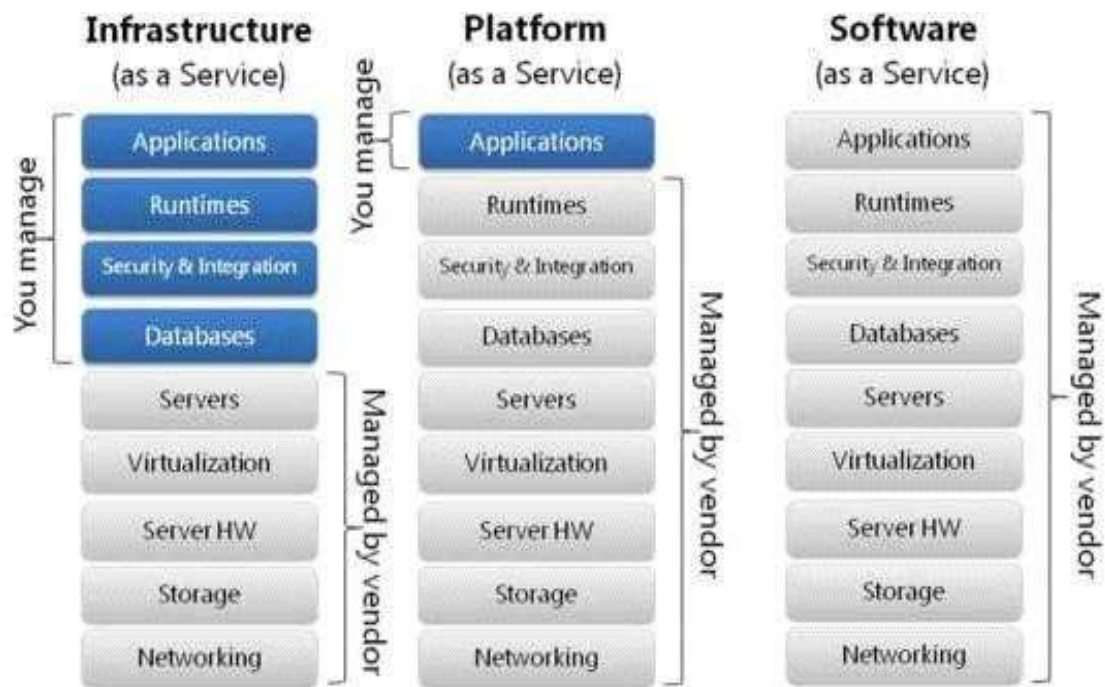 Infrastructure
(as a Service)
You manage
Applications
Runtimes
Security & Integration
Databases
Servers
Virtualization
Server HW
Storage
Networking
Managed by vendor
Platform
(as a Service)
You manage
Applications
Runtimes
Security & Integration
Databases
Servers
Virtualization
Server HW
Storage
Networking
Managed by vendor
Software
(as a Service)
Applications
Runtimes
Security & Integration
Databases
Servers
Virtualization
Server HW
Storage
Networking
Managed by vendor